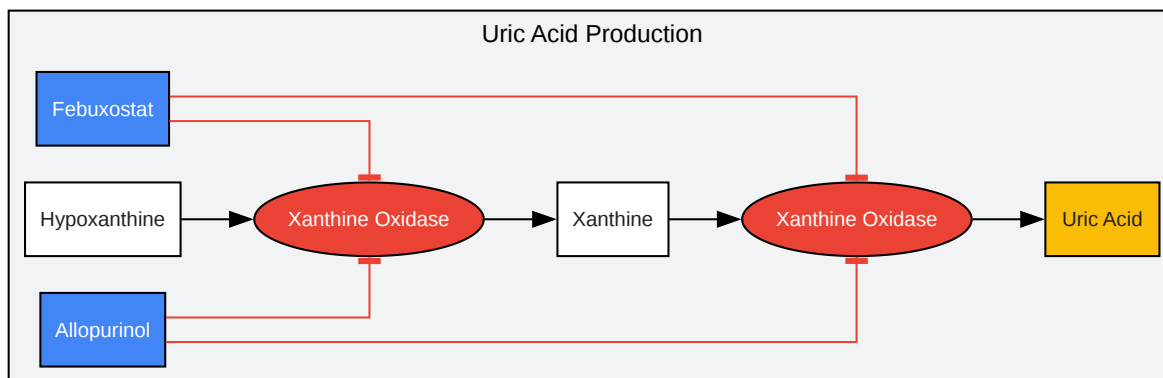 Uric Acid Production
Febuxostat
Hypoxanthine
Xanthine Oxidase
Xanthine
Xanthine Oxidase
Uric Acid
Allopurinol